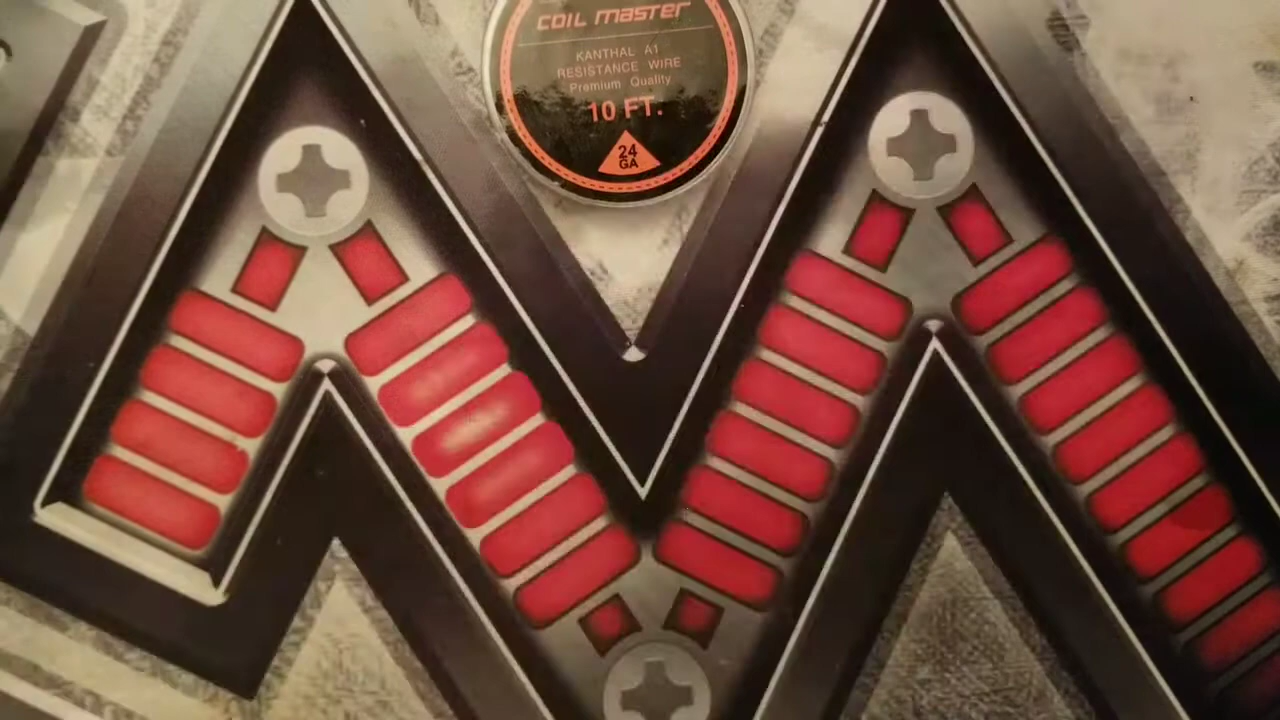 COIL MASTER
KANTHAL A1
RESISTANCE WIRE
Premium Quality
10 FT.
24
GA